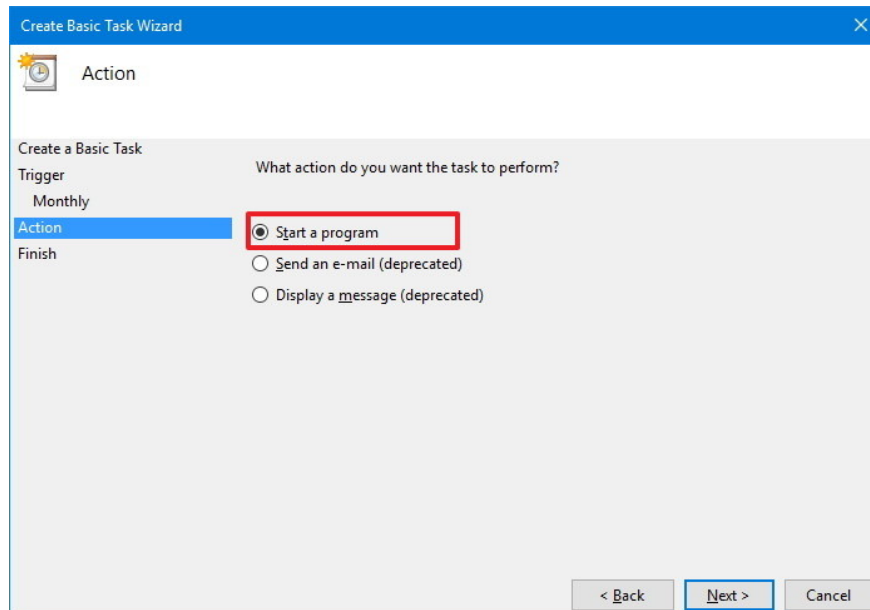 Create Basic Task Wizard
Action
Create a Basic Task
Trigger
Monthly
Action
Finish
What action do you want the task to perform?
Start a program
Send an e-mail (deprecated)
Display a message (deprecated)
< Back
Next >
Cancel